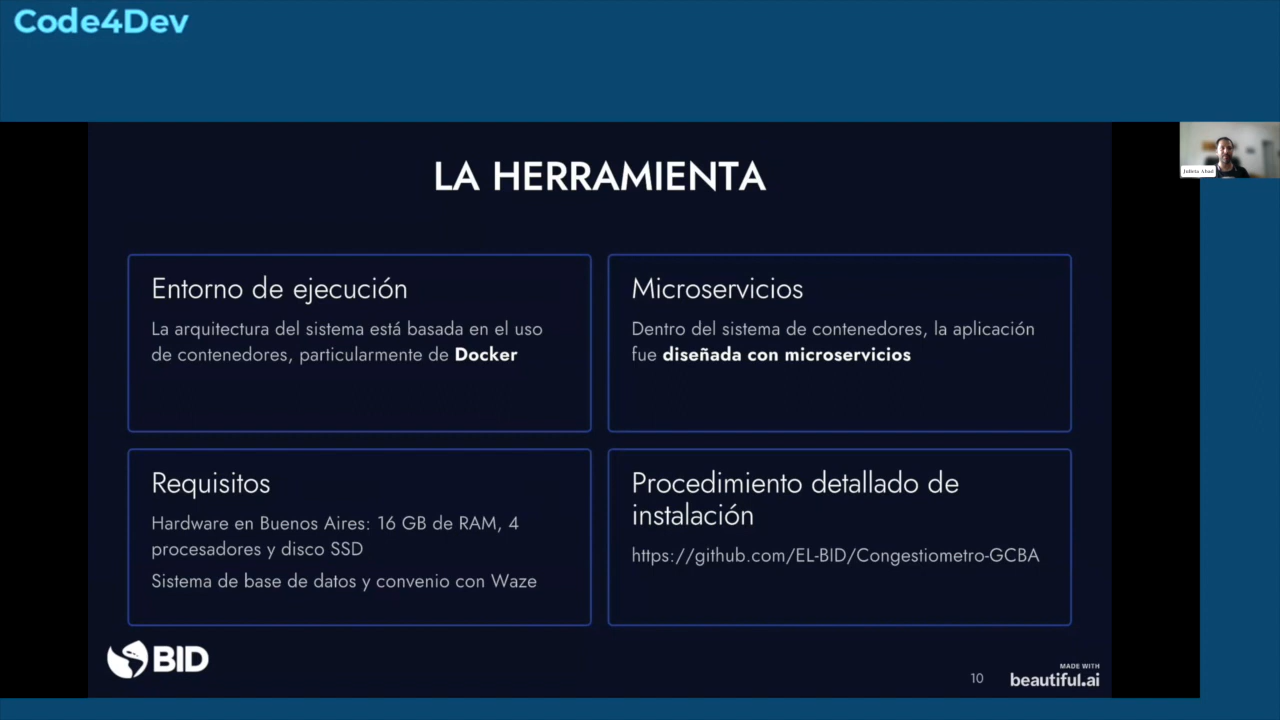 Code4Dev
LA HERRAMIENTA
Julieta Abad
Entorno de ejecución
La arquitectura del sistema está basada en el uso
de contenedores, particularmente de Docker
Microservicios
Dentro del sistema de contenedores, la aplicación
fue diseñada con microservicios
Requisitos
Hardware en Buenos Aires: 16 GB de RAM, 4
procesadores y disco SSD
Sistema de base de datos y convenio con Waze
Procedimiento detallado de
instalación
https://github.com/EL-BID/Congestiometro-GCBA
BID
10
MADE WITH
beautiful.ai